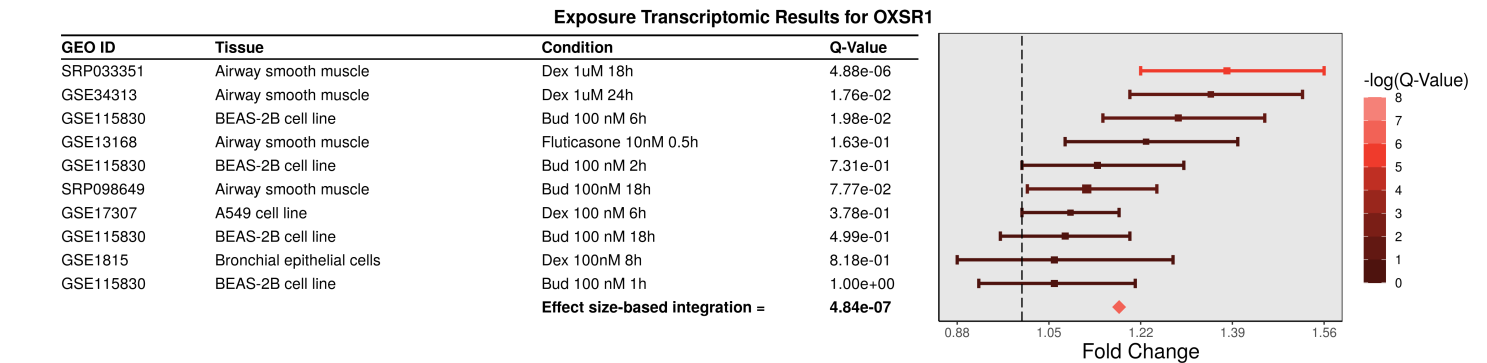 Exposure Transcriptomic Results for OXSR1
GEO ID Tissue Condition Q-Value
SRP033351 Airway smooth muscle Dex 1uM 18h 4.88e-06
GSE34313 Airway smooth muscle Dex 1uM 24h 1.76e-02
GSE115830 BEAS-2B cell line Bud 100 nM 6h 1.98e-02
GSE13168 Airway smooth muscle Fluticasone 10nM 0.5h 1.63e-01
GSE115830 BEAS-2B cell line Bud 100 nM 2h 7.31e-01
SRP098649 Airway smooth muscle Bud 100nM 18h 7.77e-02
GSE17307 A549 cell line Dex 100 nM 6h 3.78e-01
GSE115830 BEAS-2B cell line Bud 100 nM 18h 4.99e-01
GSE1815 Bronchial epithelial cells Dex 100nM 8h 8.18e-01
GSE115830 BEAS-2B cell line Bud 100 nM 1h 1.00e+00
Effect size-based integration = 4.84e-07
0.88 1.05 1.22 1.39 1.56
Fold Change
-log(Q-Value)
8
7
6
5
4
3
2
1
0